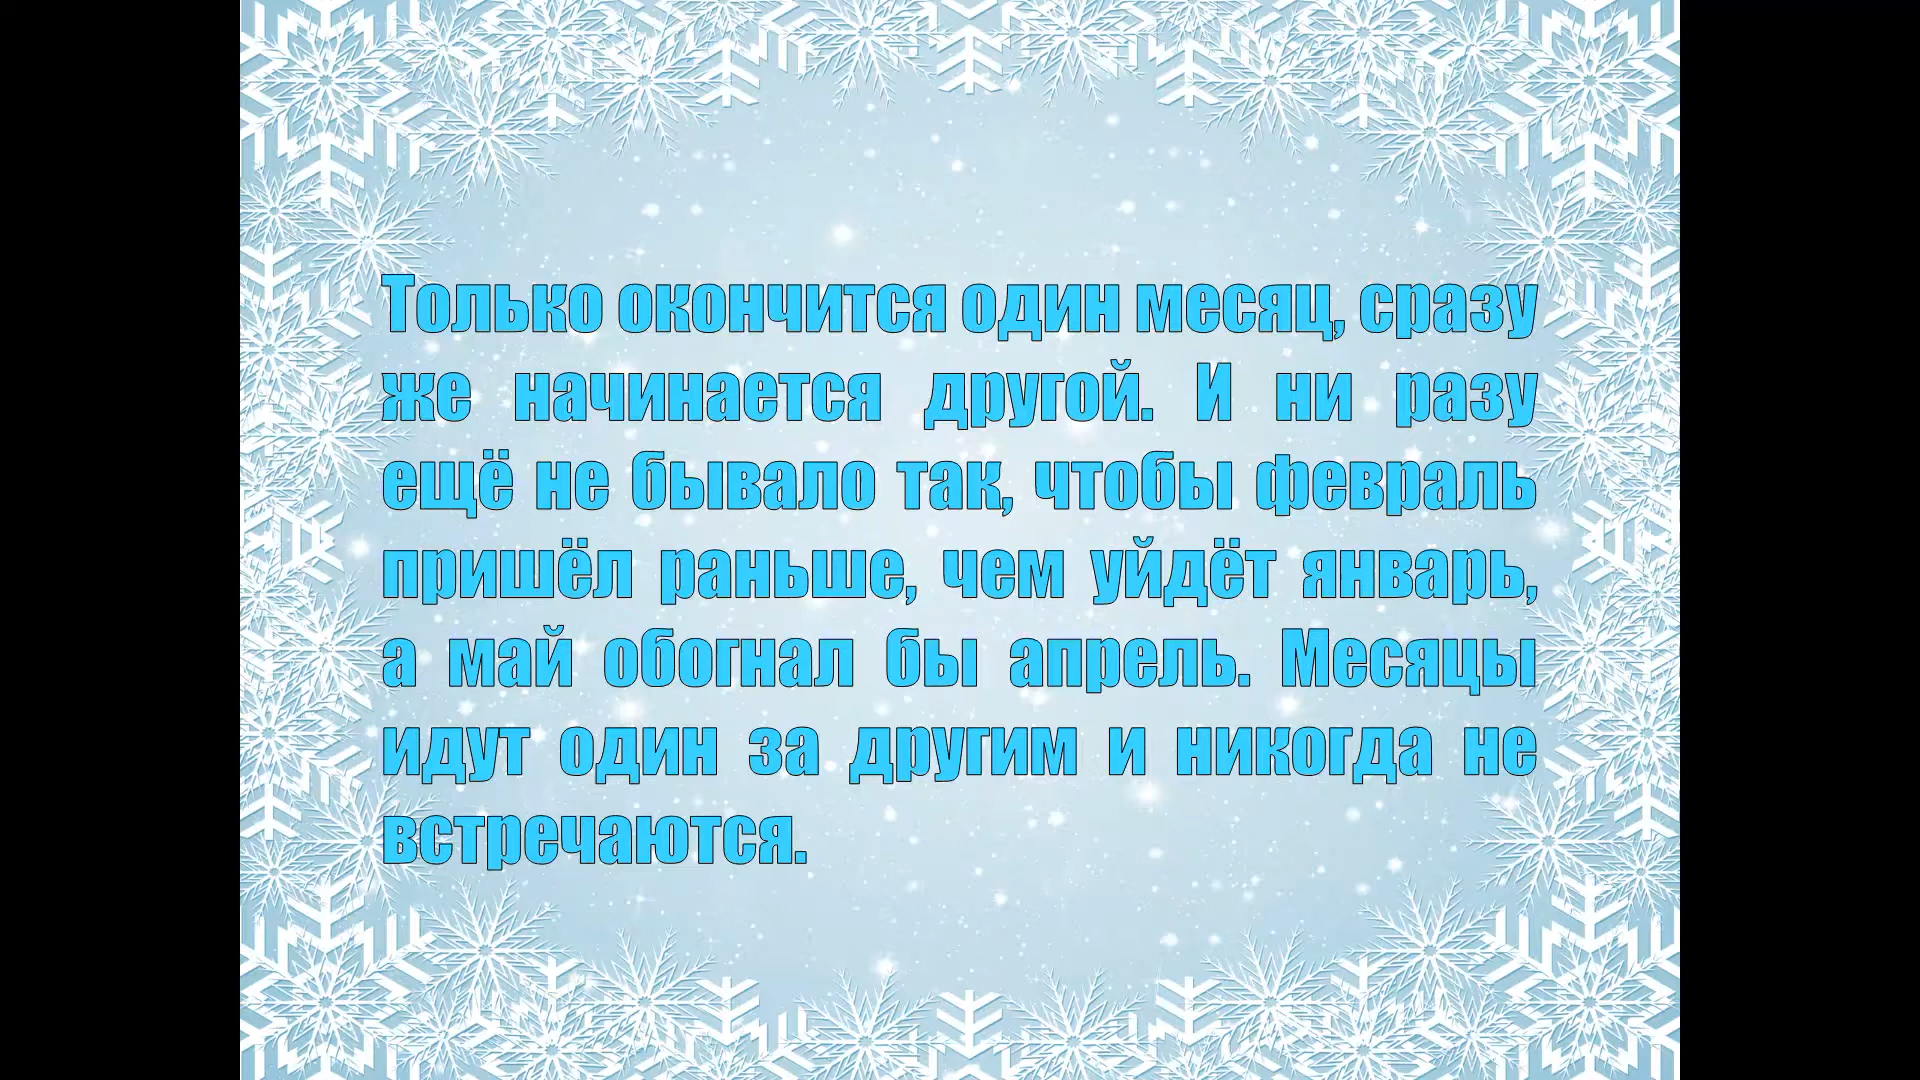 Только окончится один месяц, сразу
же начинается другой. И ни разу
ещё не бывало так, чтобы февраль
пришёл раньше, чем уйдёт январь,
а май обогнал бы апрель. Месяцы
идут один за другим и никогда не
встречаются.